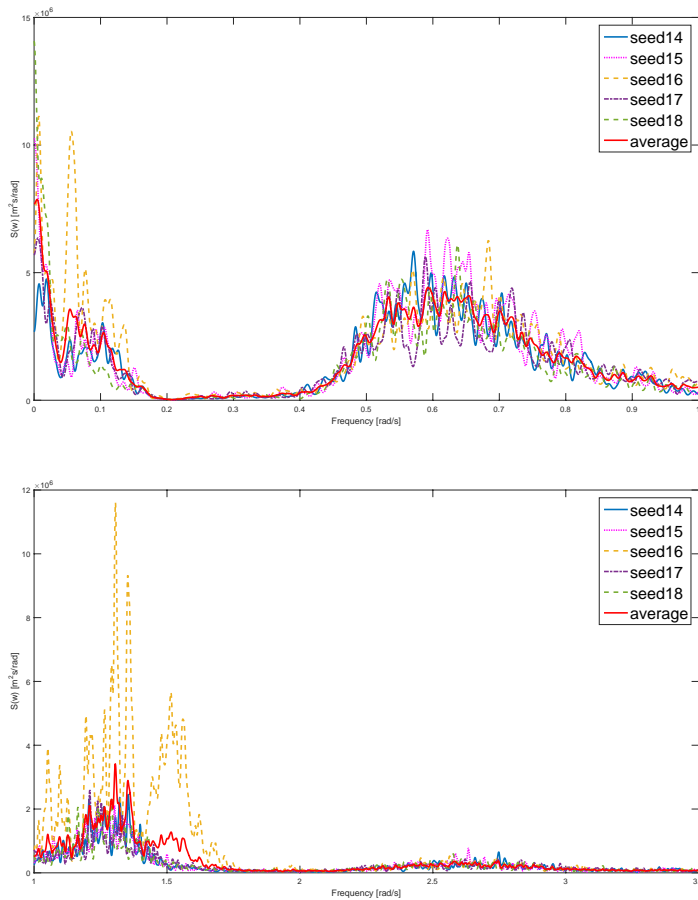 ×10⁶
15
10
5
0
S(w) [m²s/rad]
seed14
seed15
seed16
seed17
seed18
average
0 0.1 0.2 0.3 0.4 0.5 0.6 0.7 0.8 0.9 1
Frequency [rad/s]
×10⁶
12
10
8
6
4
2
0
S(w) [m²s/rad]
seed14
seed15
seed16
seed17
seed18
average
1 1.5 2 2.5 3 3.
Frequency [rad/s]